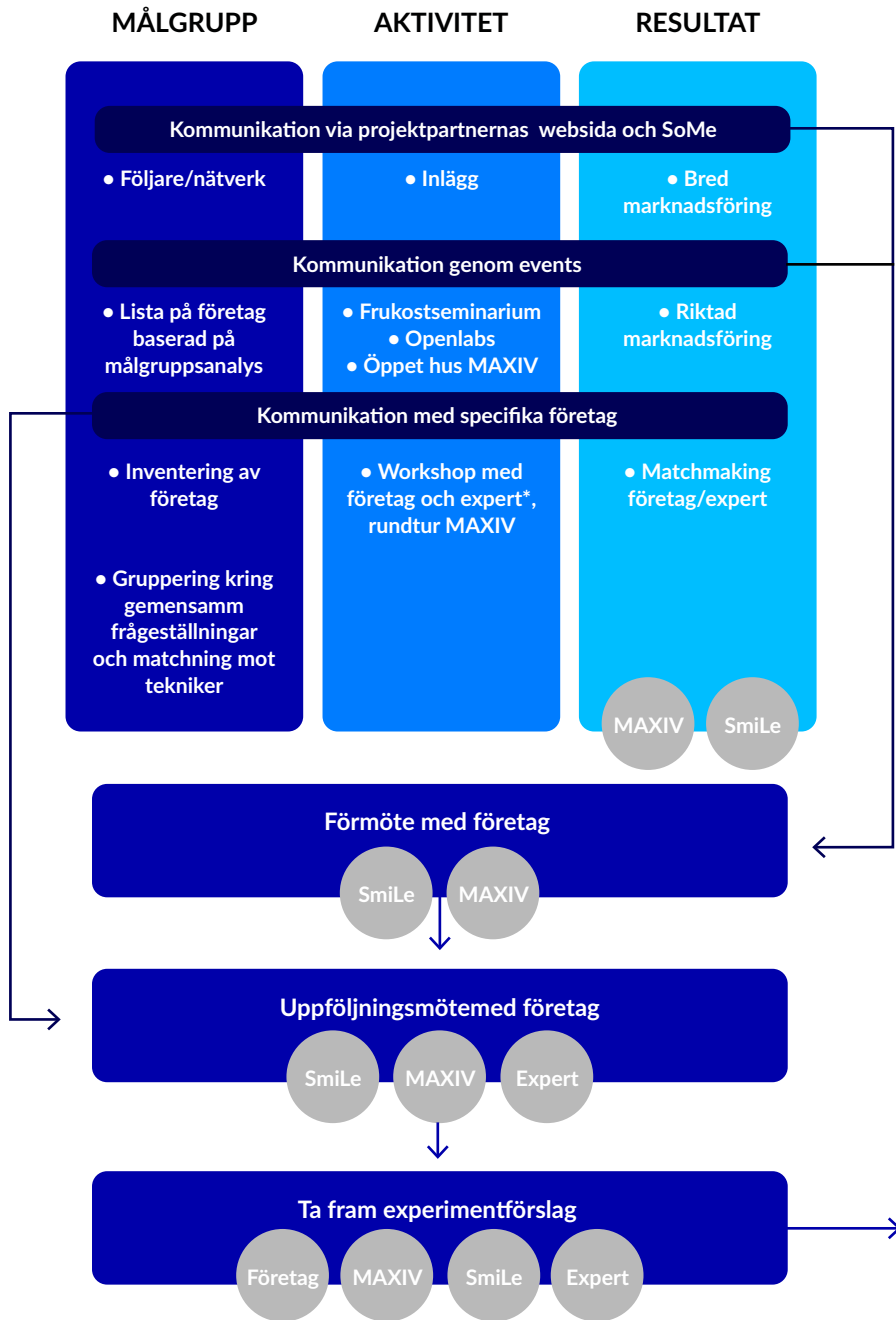 MÅLGRUPP
AKTIVITET
RESULTAT
Kommunikation via projektpartnernas websida och SoMe
● Följare/nätverk
● Inlägg
● Bred
marknadsföring
Kommunikation genom events
● Lista på företag
baserad på
målgruppsanalys
● Frukostseminarium
● Openlabs
● Öppet hus MAXIV
● Riktad
marknadsföring
Kommunikation med specifika företag
● Inventering av
företag
● Gruppering kring
gemensamm
frågeställningar
och matchning mot
tekniker
● Workshop med
företag och expert*,
rundtur MAXIV
● Matchmaking
företag/expert
MAXIV
SmiLe
Förmöte med företag
SmiLe
MAXIV
Uppföljningsmötemed företag
SmiLe
MAXIV
Expert
Ta fram experimentförslag
Företag
MAXIV
SmiLe
Expert